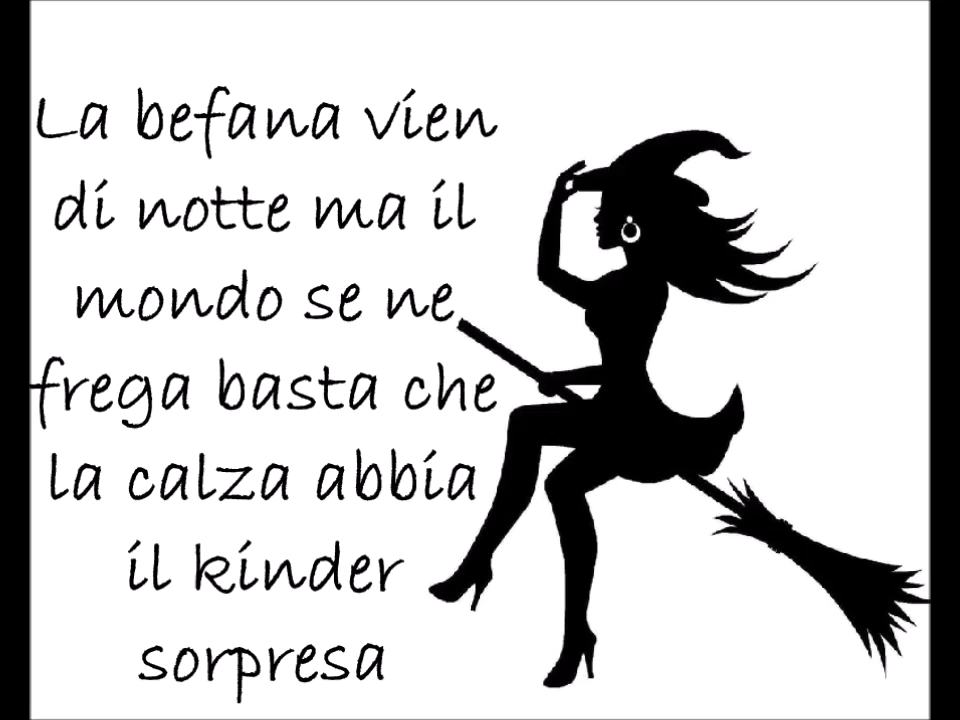 La befana vien
di notte ma il
mondo se ne
frega basta che
la calza abbia
il kinder
sorpresa